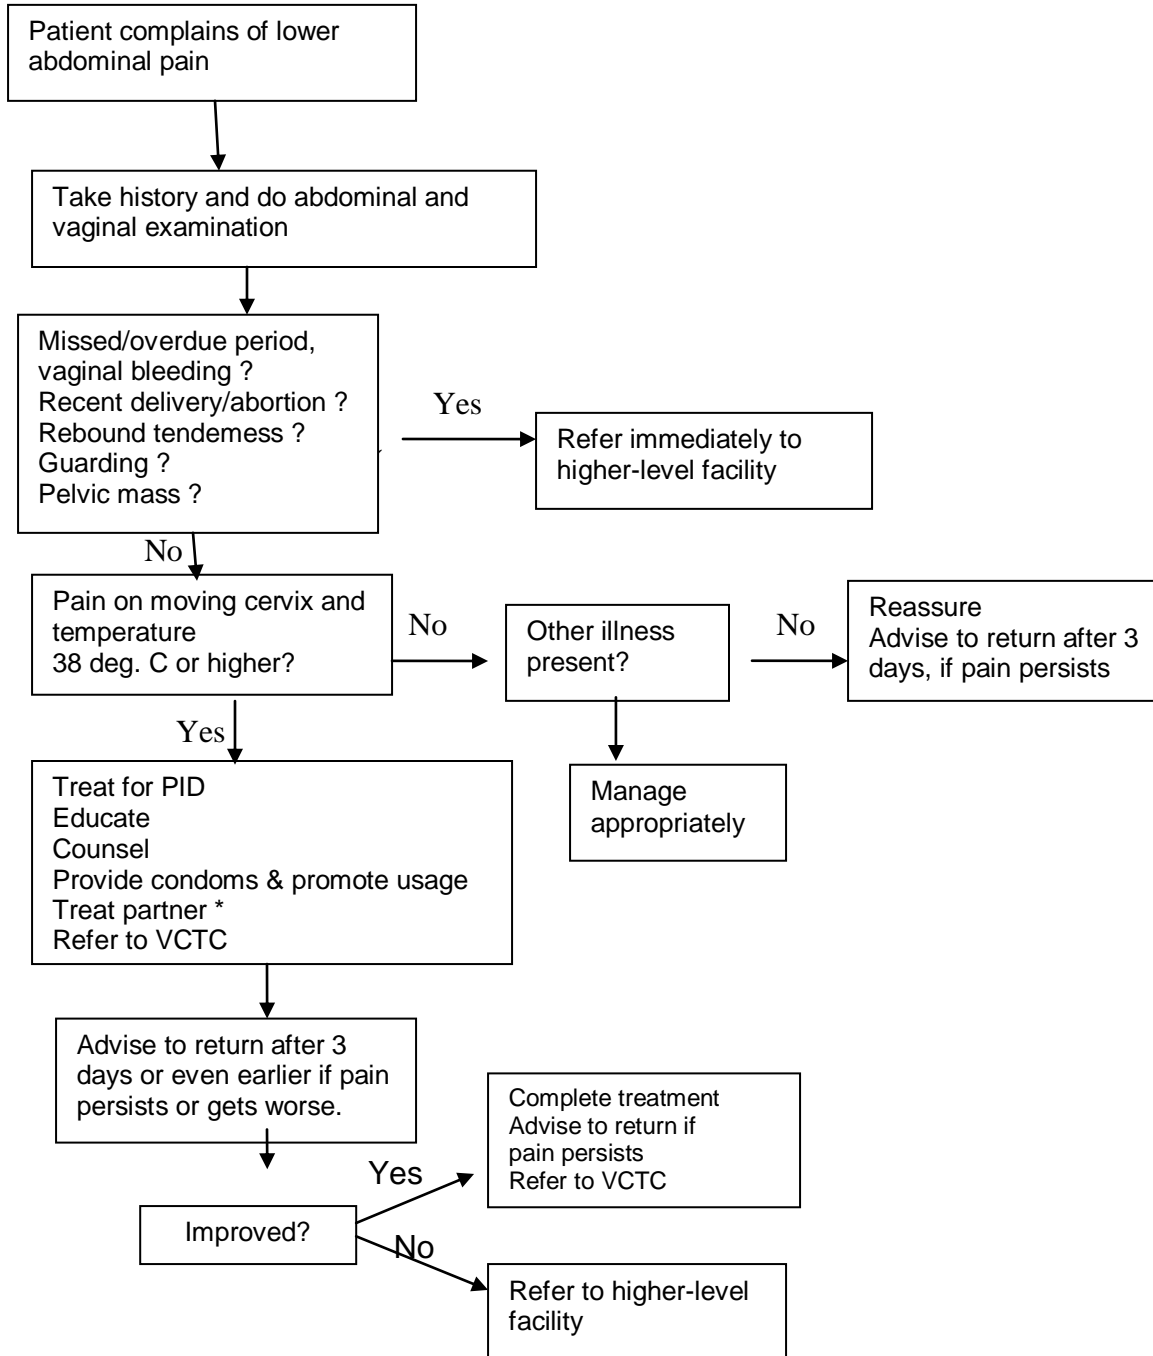 Patient complains of lower
abdominal pain
Take history and do abdominal and
vaginal examination
Missed/overdue period,
vaginal bleeding ?
Recent delivery/abortion ?
Rebound tendemess ?
Guarding ?
Pelvic mass ?
Yes
Refer immediately to
higher-level facility
No
Pain on moving cervix and
temperature
38 deg. C or higher?
No
Other illness
present?
No
Reassure
Advise to return after 3
days, if pain persists
Yes
Manage
appropriately
Treat for PID
Educate
Counsel
Provide condoms & promote usage
Treat partner *
Refer to VCTC
Advise to return after 3
days or even earlier if pain
persists or gets worse.
Improved?
Yes
Complete treatment
Advise to return if
pain persists
Refer to VCTC
No
Refer to higher-level
facility